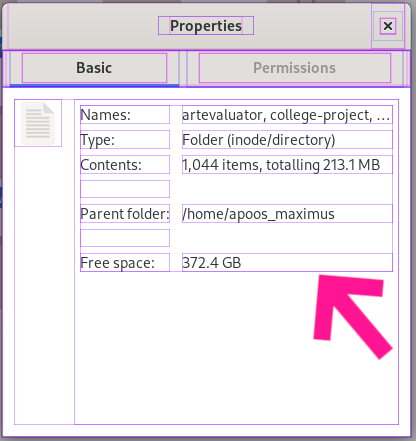 Properties
Basic
Permissions
Names: artevaluator, college-project, ...
Type: Folder (inode/directory)
Contents: 1,044 items, totalling 213.1 MB
Parent folder: /home/apoos_maximus
Free space: 372.4 GB